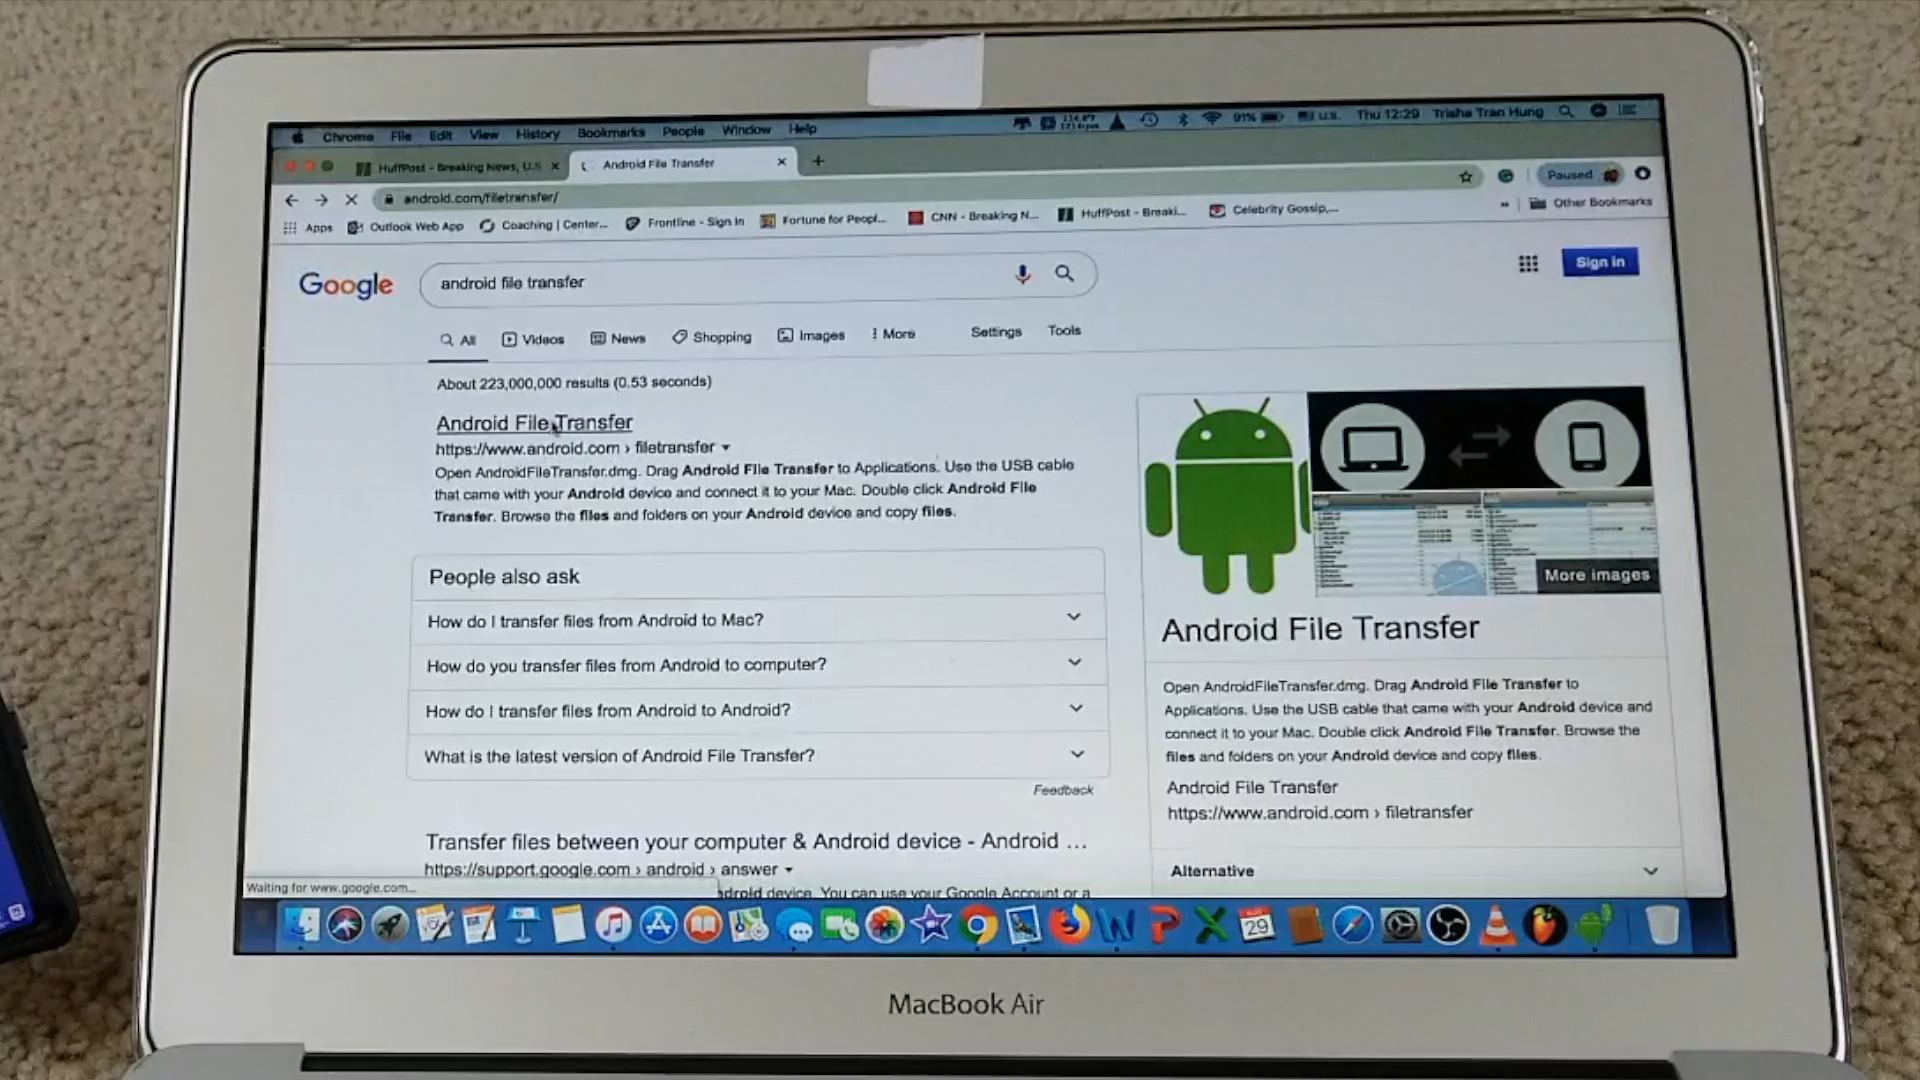 Chrome File Edit View History Bookmarks People Window Help
91% U.S. Thu 12:29 Trisha Tran Hung
HuffPost - Breaking News, U.S
Android File Transfer
android.com/filetransfer/
Paused
Apps Outlook Web App Coaching | Center... Frontline - Sign In Fortune for Peopl... CNN - Breaking N... HuffPost - Breaki... Celebrity Gossip,... » Other Bookmarks
Google
android file transfer
Sign in
All Videos News Shopping Images More Settings Tools
About 223,000,000 results (0.53 seconds)
Android File Transfer
https://www.android.com › filetransfer
Open AndroidFileTransfer.dmg. Drag Android File Transfer to Applications. Use the USB cable
that came with your Android device and connect it to your Mac. Double click Android File
Transfer. Browse the files and folders on your Android device and copy files.
People also ask
How do I transfer files from Android to Mac?
How do you transfer files from Android to computer?
How do I transfer files from Android to Android?
What is the latest version of Android File Transfer?
Feedback
Transfer files between your computer & Android device - Android ...
https://support.google.com › android › answer
android device. You can use your Google Account or a
Waiting for www.google.com...
More images
Android File Transfer
Open AndroidFileTransfer.dmg. Drag Android File Transfer to
Applications. Use the USB cable that came with your Android device and
connect it to your Mac. Double click Android File Transfer. Browse the
files and folders on your Android device and copy files.
Android File Transfer
https://www.android.com › filetransfer
Alternative
29
MacBook Air